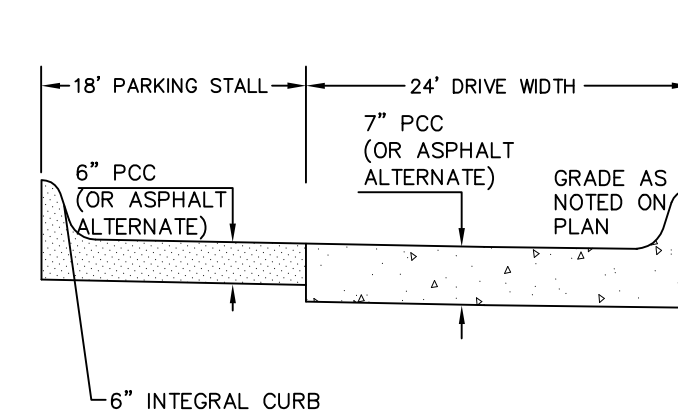 18' PARKING STALL
24' DRIVE WIDTH
6" PCC
(OR ASPHALT
ALTERNATE)
7" PCC
(OR ASPHALT
ALTERNATE)
GRADE AS
NOTED ON
PLAN
6" INTEGRAL CURB